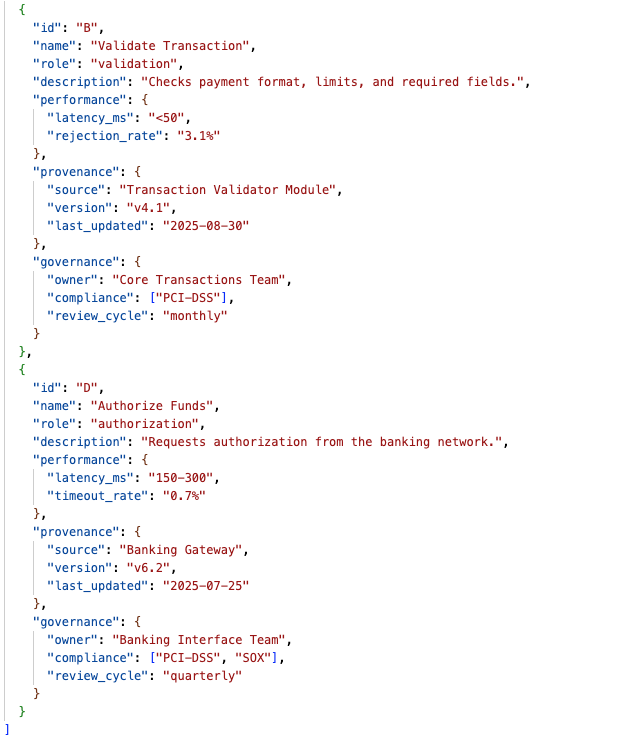 {
"id": "B",
"name": "Validate Transaction",
"role": "validation",
"description": "Checks payment format, limits, and required fields.",
"performance": {
"latency_ms": "<50",
"rejection_rate": "3.1%"
},
"provenance": {
"source": "Transaction Validator Module",
"version": "v4.1",
"last_updated": "2025-08-30"
},
"governance": {
"owner": "Core Transactions Team",
"compliance": ["PCI-DSS"],
"review_cycle": "monthly"
}
},
{
"id": "D",
"name": "Authorize Funds",
"role": "authorization",
"description": "Requests authorization from the banking network.",
"performance": {
"latency_ms": "150-300",
"timeout_rate": "0.7%"
},
"provenance": {
"source": "Banking Gateway",
"version": "v6.2",
"last_updated": "2025-07-25"
},
"governance": {
"owner": "Banking Interface Team",
"compliance": ["PCI-DSS", "SOX"],
"review_cycle": "quarterly"
}
}
]